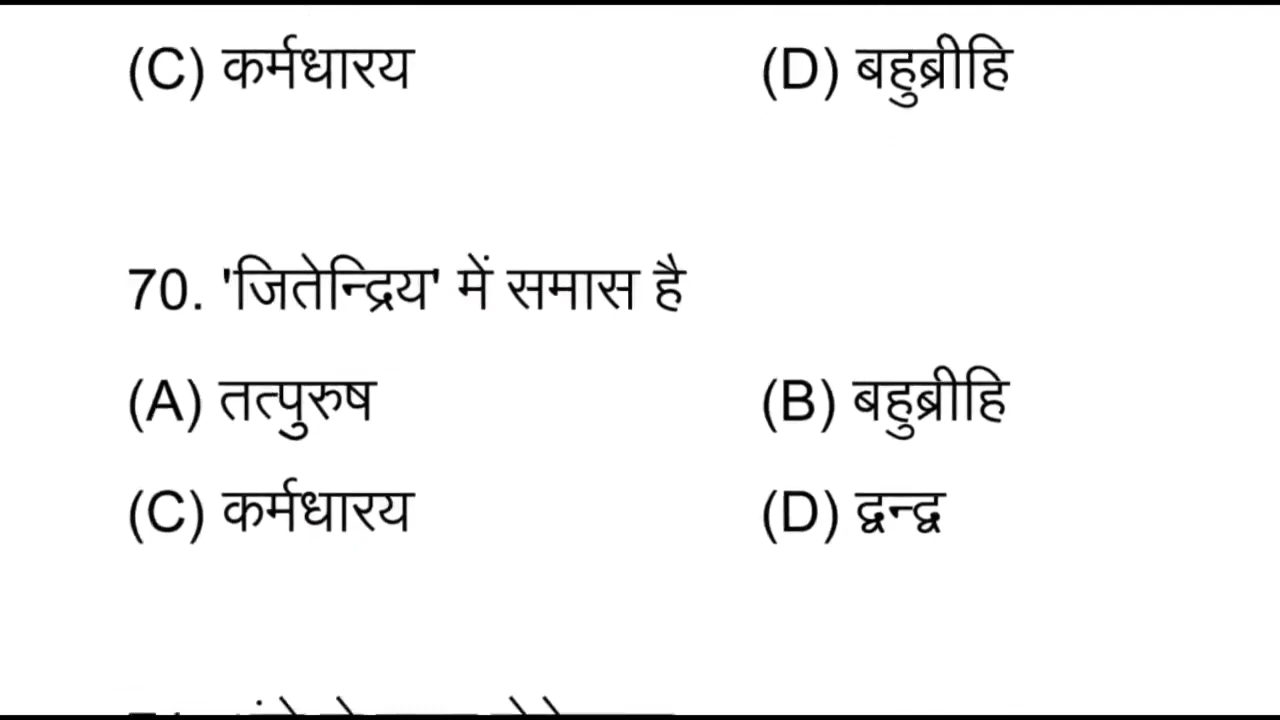 (C) कर्मधारय (D) बहुब्रीहि
70. 'जितेन्द्रिय' में समास है
(A) तत्पुरुष (B) बहुब्रीहि
(C) कर्मधारय (D) द्वन्द्व